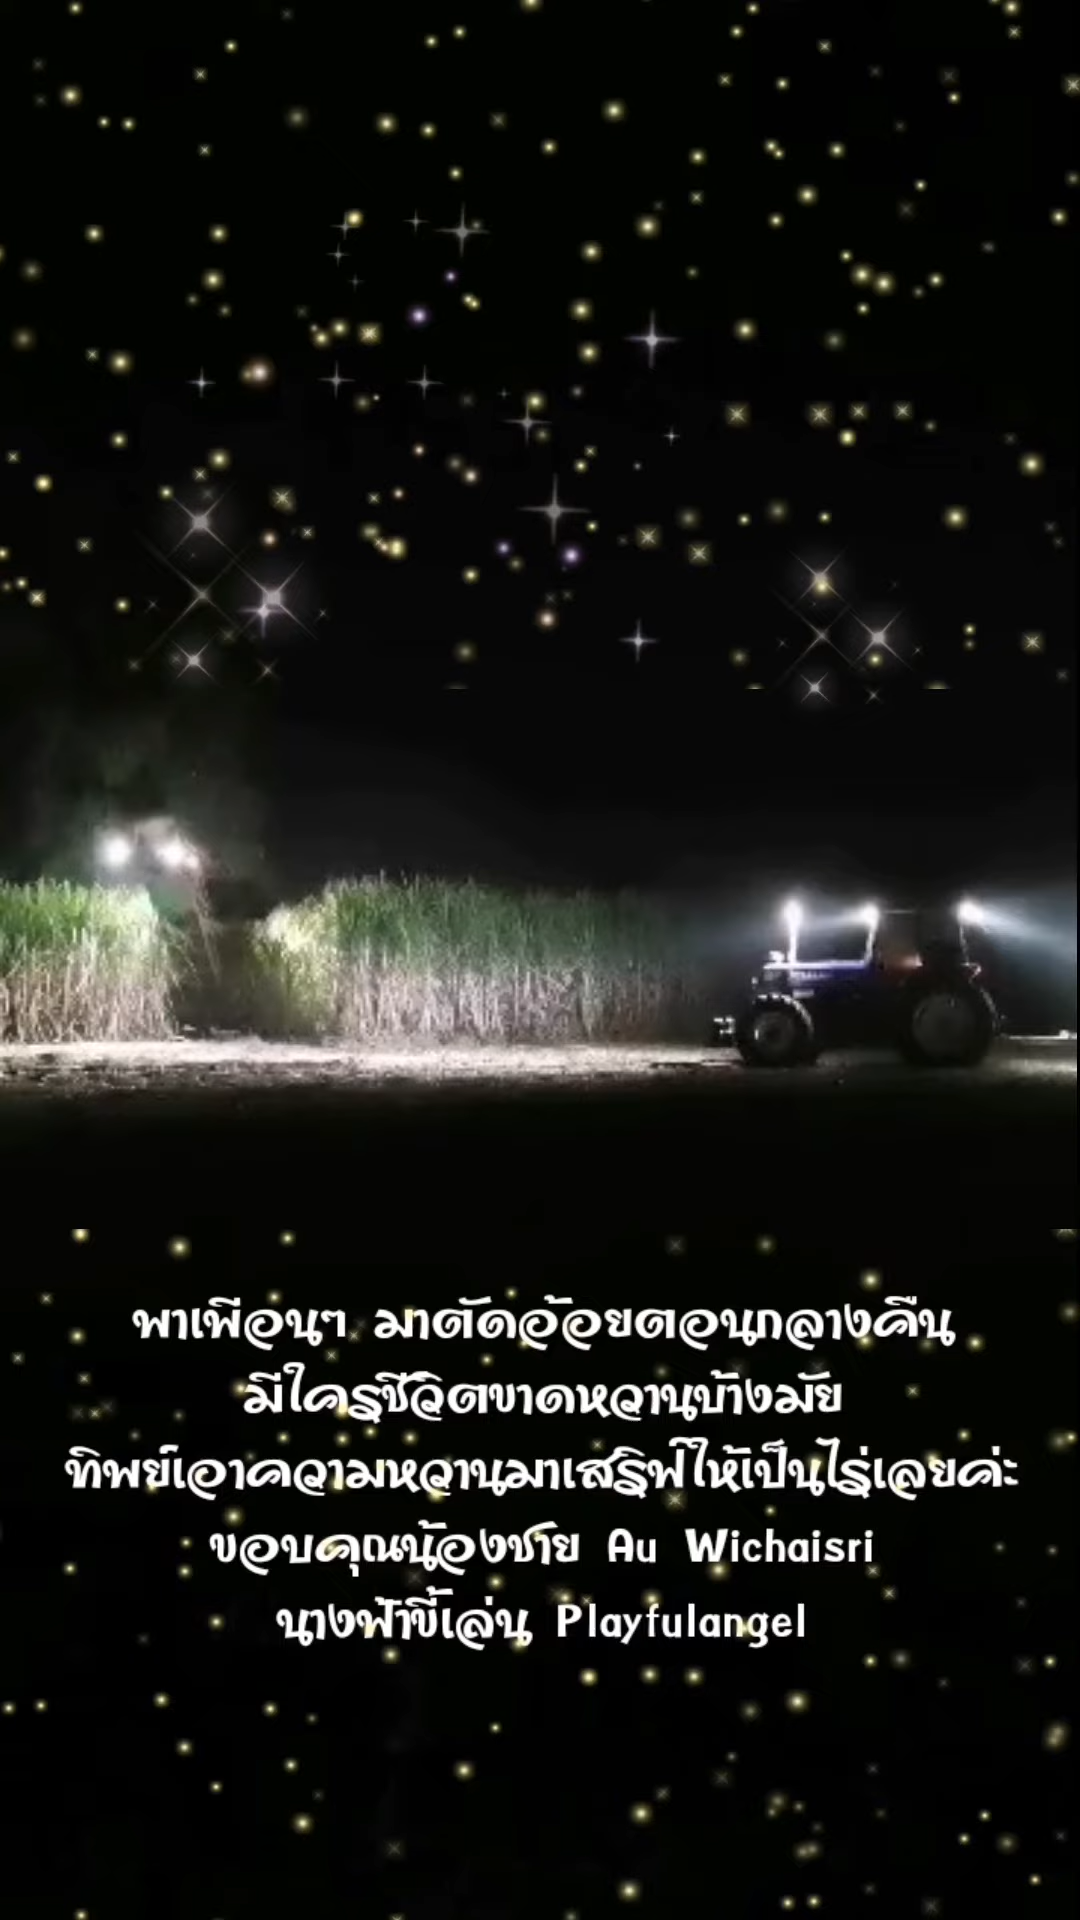 พาเพื่อนๆ มาตัดอ้อยตอนกลางคืน
มีใครชีวิตขาดหวานบ้างมั้ย
ทิพย์เอาความหวานมาเสริฟให้เป็นไร่เลยค่ะ
ขอบคุณน้องชาย Au Wichaisri
นางฟ้าขี้เล่น Playfulangel